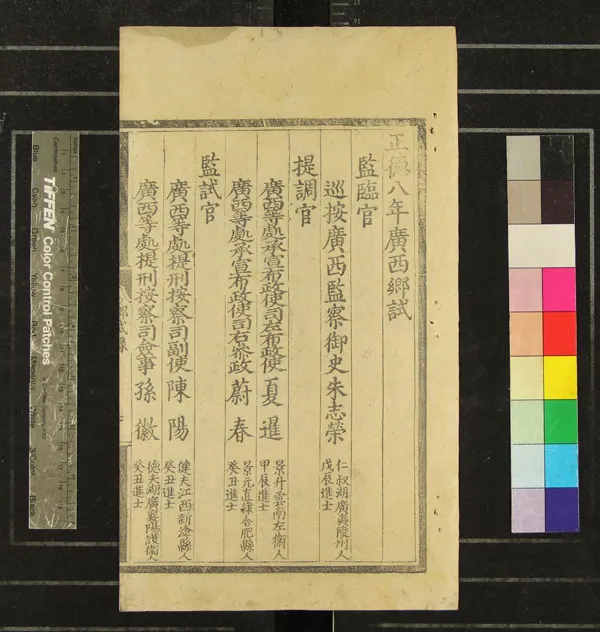 正德八年廣西鄉試
監臨官
巡按廣西監察御史朱志榮
仁叔湖廣夷陵州人
戊辰進士
提調官
廣西等處承宣布政使司左布政使夏暹
景升雲南左衛人
甲辰進士
廣西等處承宣布政使司右叅政蔚春
景元直隸合肥縣人
癸丑進士
監試官
廣西等處提刑按察司副使陳陽
健夫江西新淦縣人
癸丑進士
廣西等處提刑按察司僉事孫徽
德夫湖廣襄陽護衛人
癸丑進士
TIFFEN Color Control Patches
Blue
Cyan
Green
Yellow
Red
Magenta
White
3/Color
Black